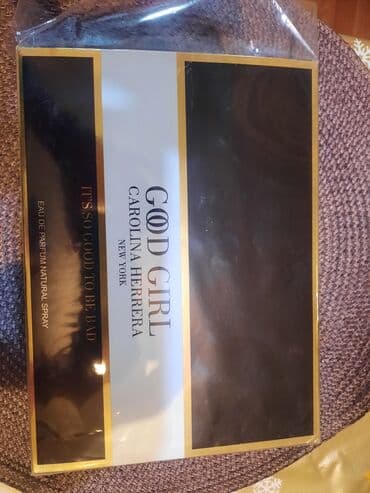 GOOD GIRL
CAROLINA HERRERA
NEW YORK
IT'S SO GOOD TO BE BAD
EAU DE PARFUM NATURAL SPRAY